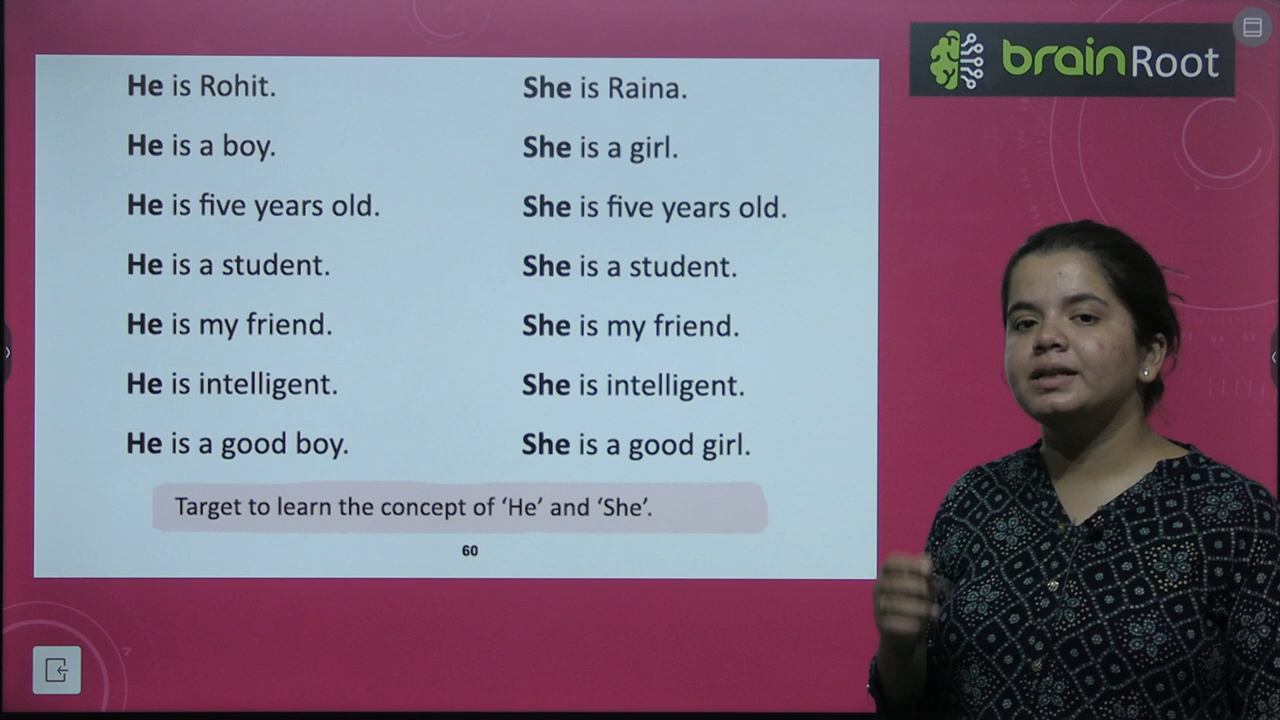 brainRoot
He is Rohit.
He is a boy.
He is five years old.
He is a student.
He is my friend.
He is intelligent.
He is a good boy.
She is Raina.
She is a girl.
She is five years old.
She is a student.
She is my friend.
She is intelligent.
She is a good girl.
Target to learn the concept of ‘He’ and ‘She’.
60